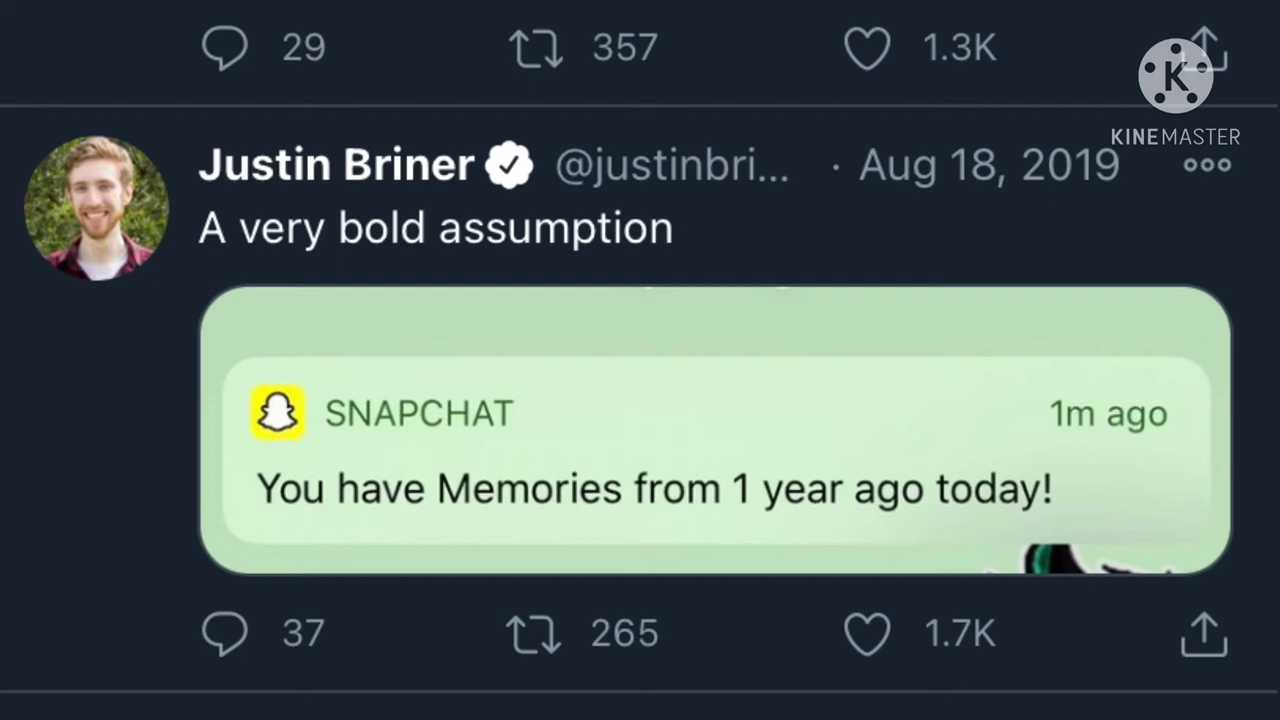 29 357 1.3K
K
KINEMASTER
Justin Briner @justinbri... · Aug 18, 2019
A very bold assumption
SNAPCHAT 1m ago
You have Memories from 1 year ago today!
37 265 1.7K